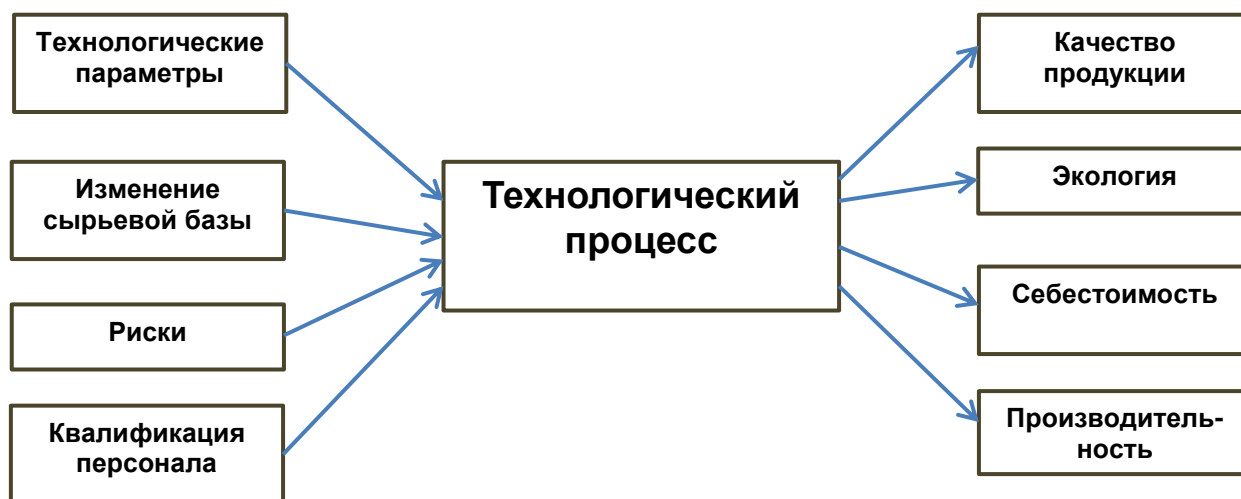 Технологические
параметры
Изменение
сырьевой базы
Риски
Квалификация
персонала
Технологический
процесс
Качество
продукции
Экология
Себестоимость
Производитель-
ность